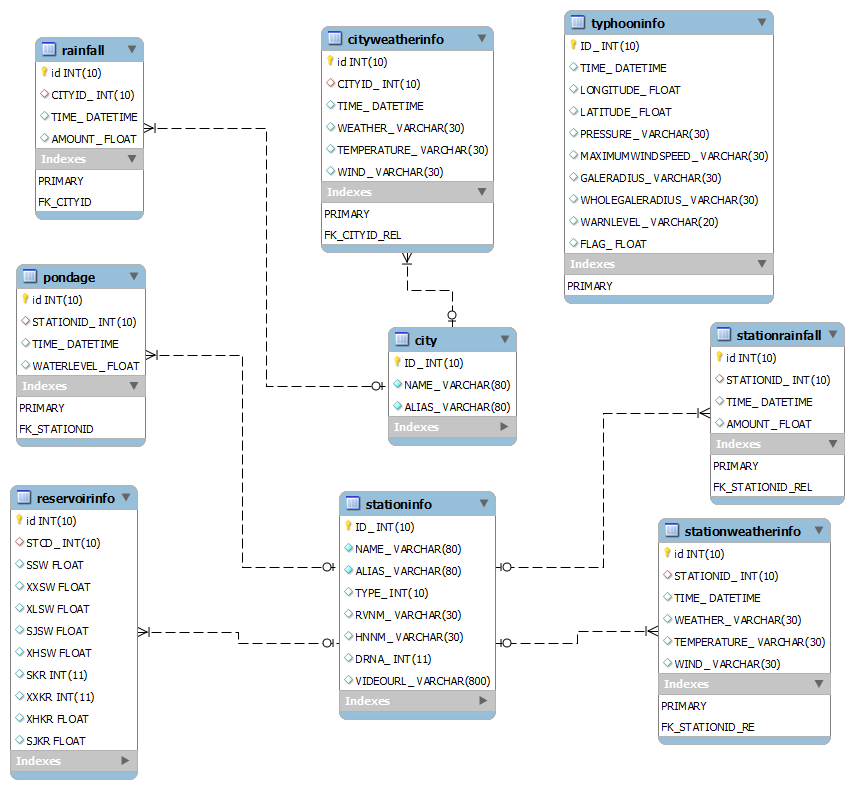 rainfall
id INT(10)
CITYID_ INT(10)
TIME_ DATETIME
AMOUNT_ FLOAT
Indexes
PRIMARY
FK_CITYID
cityweatherinfo
id INT(10)
CITYID_ INT(10)
TIME_ DATETIME
WEATHER_ VARCHAR(30)
TEMPERATURE_ VARCHAR(30)
WIND_ VARCHAR(30)
Indexes
PRIMARY
FK_CITYID_REL
typhooninfo
ID_ INT(10)
TIME_ DATETIME
LONGITUDE_ FLOAT
LATITUDE_ FLOAT
PRESSURE_ VARCHAR(30)
MAXIMUMWINDSPEED_ VARCHAR(30)
GALERADIUS_ VARCHAR(30)
WHOLEGALERADIUS_ VARCHAR(30)
WARNLEVEL_ VARCHAR(20)
FLAG_ FLOAT
Indexes
PRIMARY
pondage
id INT(10)
STATIONID_ INT(10)
TIME_ DATETIME
WATERLEVEL_ FLOAT
Indexes
PRIMARY
FK_STATIONID
city
ID_ INT(10)
NAME_ VARCHAR(80)
ALIAS_ VARCHAR(80)
Indexes
stationrainfall
id INT(10)
STATIONID_ INT(10)
TIME_ DATETIME
AMOUNT_ FLOAT
Indexes
PRIMARY
FK_STATIONID_REL
reservoirinfo
id INT(10)
STCD_ INT(10)
SSW FLOAT
XXSW FLOAT
XLSW FLOAT
SJSW FLOAT
XHSW FLOAT
SKR INT(11)
XXKR INT(11)
XHKR FLOAT
SJKR FLOAT
Indexes
stationinfo
ID_ INT(10)
NAME_ VARCHAR(80)
ALIAS_ VARCHAR(80)
TYPE_ INT(10)
RVNM_ VARCHAR(30)
HNNM_ VARCHAR(30)
DRNA_ INT(11)
VIDEOURL_ VARCHAR(800)
Indexes
stationweatherinfo
id INT(10)
STATIONID_ INT(10)
TIME_ DATETIME
WEATHER_ VARCHAR(30)
TEMPERATURE_ VARCHAR(30)
WIND_ VARCHAR(30)
Indexes
PRIMARY
FK_STATIONID_RE